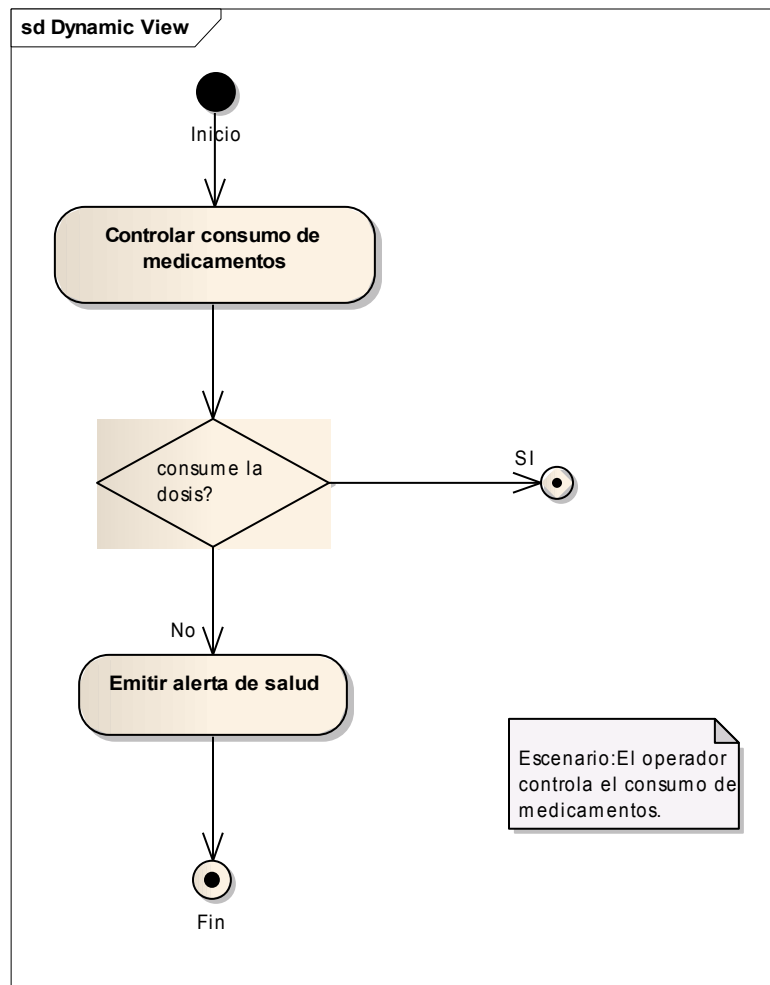 sd Dynamic View
Inicio
Controlar consumo de
medicamentos
consume la
dosis?
SI
No
Emitir alerta de salud
Escenario:El operador
controla el consumo de
medicamentos.
Fin